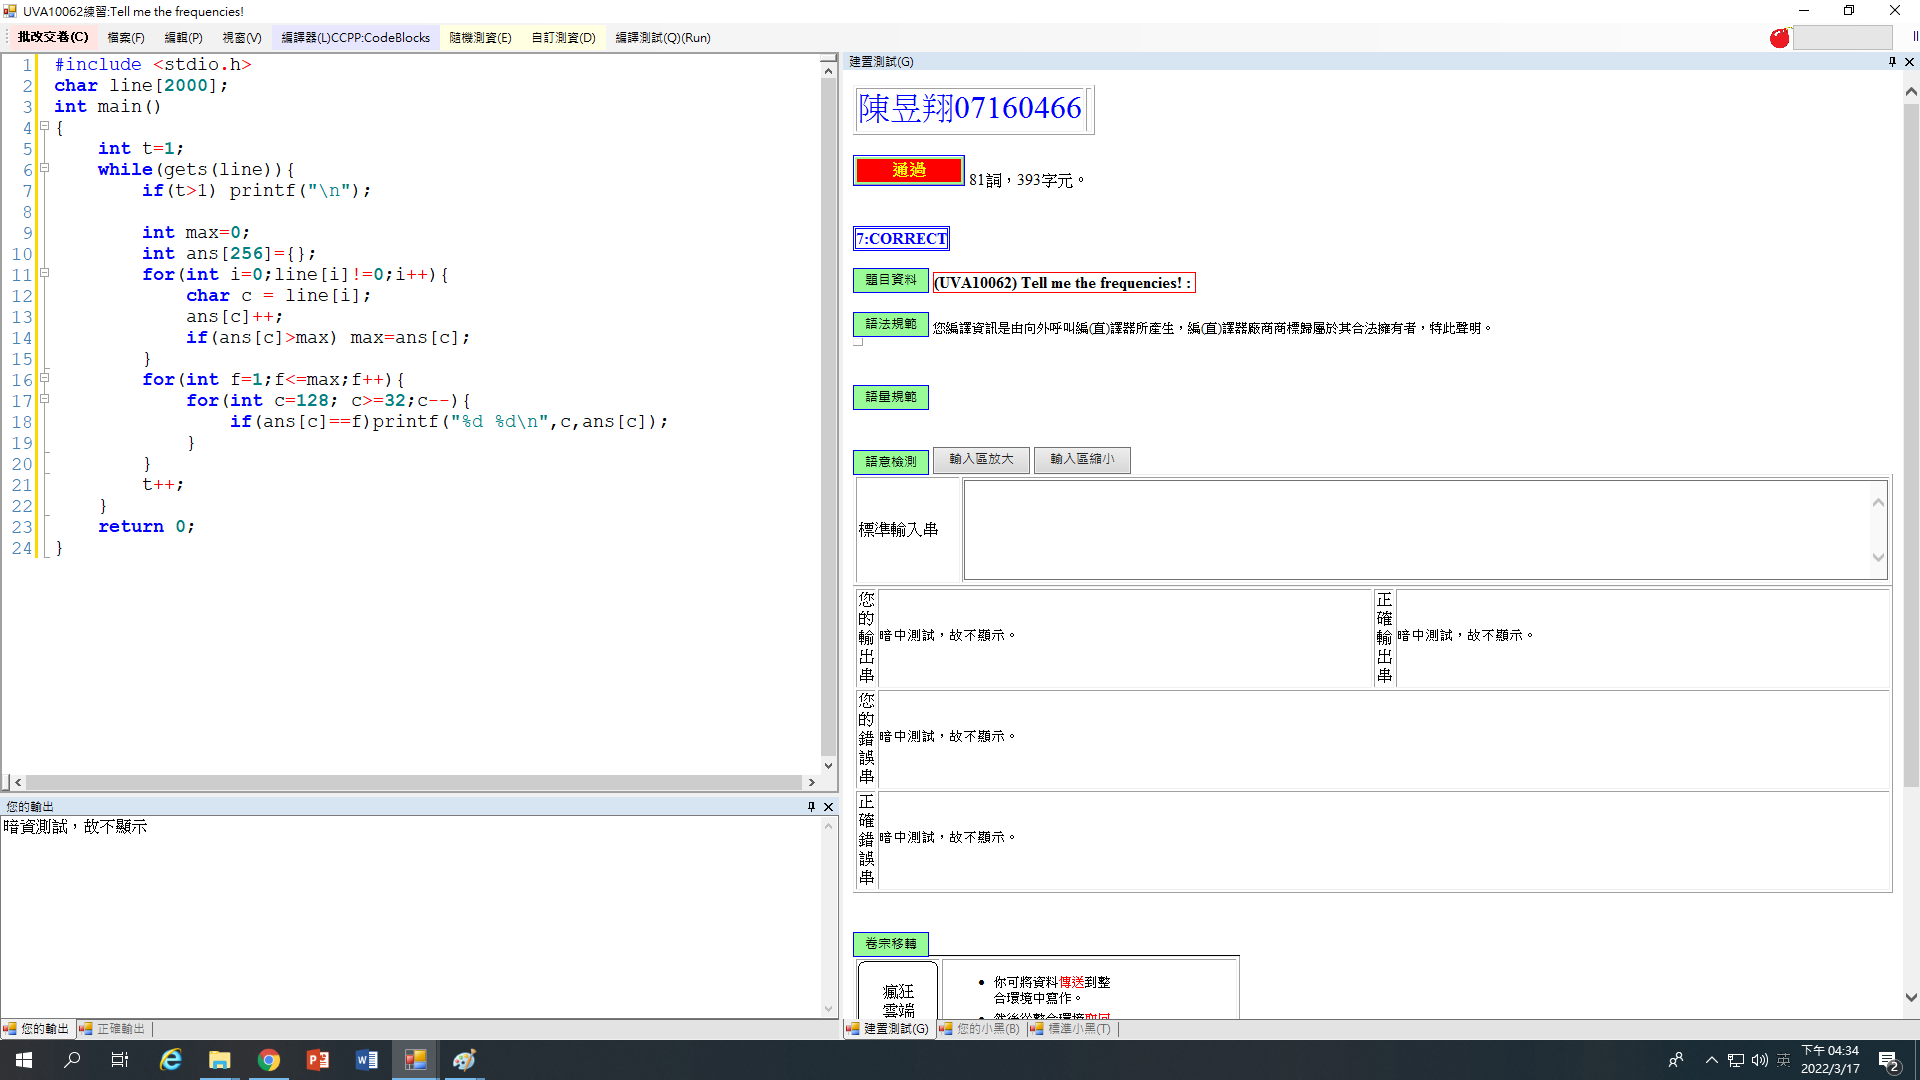 UVA10062練習:Tell me the frequencies!
批改交卷(C) 檔案(F) 編輯(P) 視窗(V) 編譯器(L)CCPP:CodeBlocks 隨機測資(E) 自訂測資(D) 編譯測試(Q)(Run)
1 #include <stdio.h>
2 char line[2000];
3 int main()
4 {
5 int t=1;
6 while(gets(line)){
7 if(t>1) printf("\n");
8
9 int max=0;
10 int ans[256]={};
11 for(int i=0;line[i]!=0;i++){
12 char c = line[i];
13 ans[c]++;
14 if(ans[c]>max) max=ans[c];
15 }
16 for(int f=1;f<=max;f++){
17 for(int c=128; c>=32;c--){
18 if(ans[c]==f)printf("%d %d\n",c,ans[c]);
19 }
20 }
21 t++;
22 }
23 return 0;
24 }
您的輸出
暗資測試，故不顯示
您的輸出 正確輸出
建置測試(G)
陳昱翔07160466
通過 81詞，393字元。
7:CORRECT
題目資料 (UVA10062) Tell me the frequencies! :
語法規範 您編譯資訊是由向外呼叫編(直)譯器所產生，編(直)譯器廠商商標歸屬於其合法擁有者，特此聲明。
語量規範
語意檢測 輸入區放大 輸入區縮小
標準輸入串
您的輸出串 暗中測試，故不顯示。 正確輸出串 暗中測試，故不顯示。
您的錯誤串 暗中測試，故不顯示。
正確錯誤串 暗中測試，故不顯示。
卷宗移轉
瘋狂
雲端
你可將資料傳送到整
合環境中寫作。
然後從整合環境取回
建置測試(G) 您的小黑(B) 標準小黑(T)
英
下午 04:34
2022/3/17
2